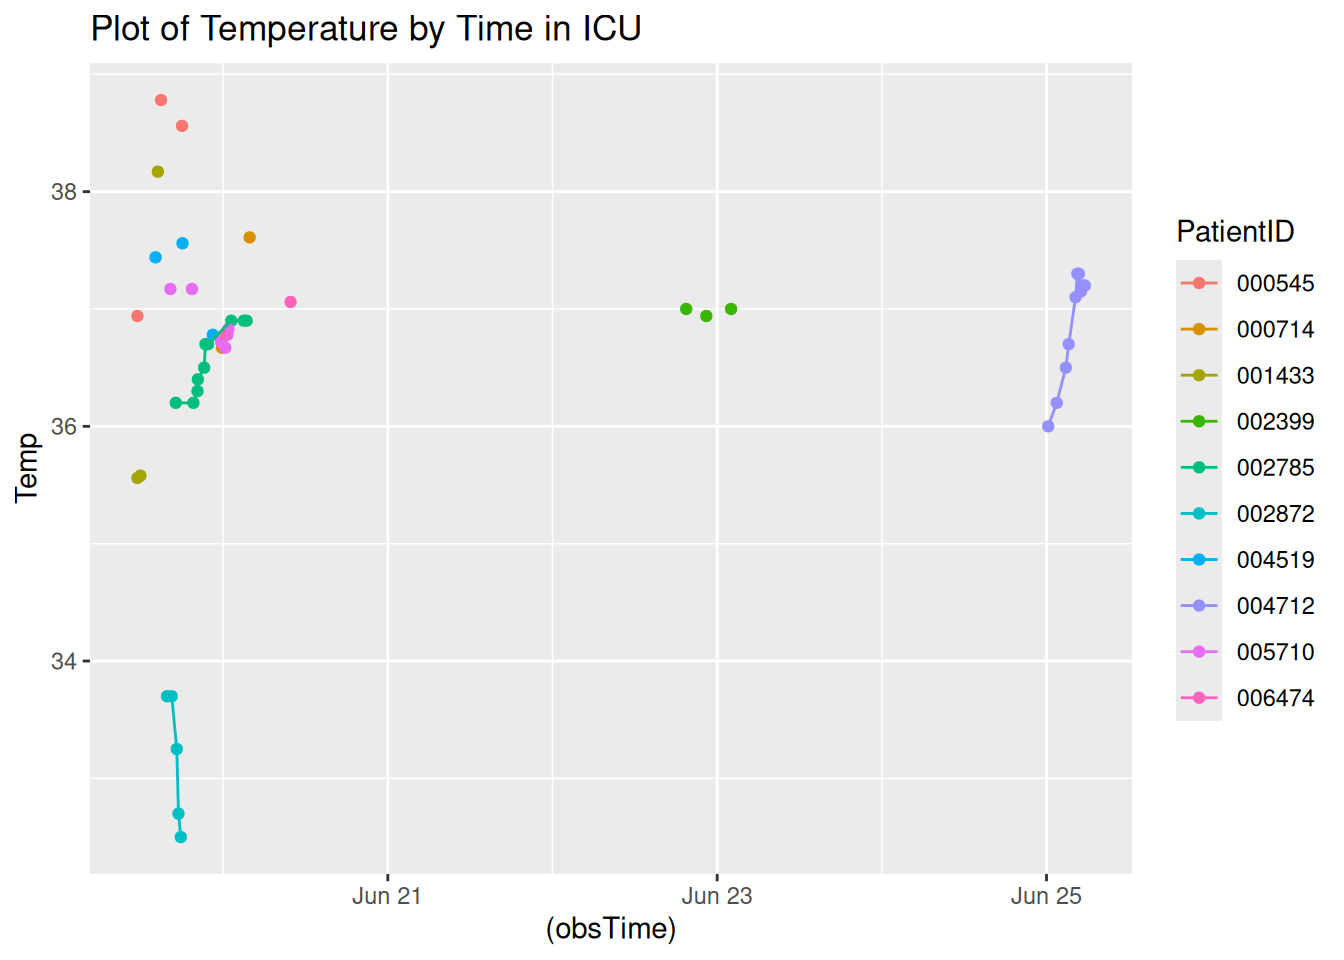 Plot of Temperature by Time in ICU
38
36
34
Temp
Jun 21
Jun 23
Jun 25
(obsTime)
PatientID
000545
000714
001433
002399
002785
002872
004519
004712
005710
006474